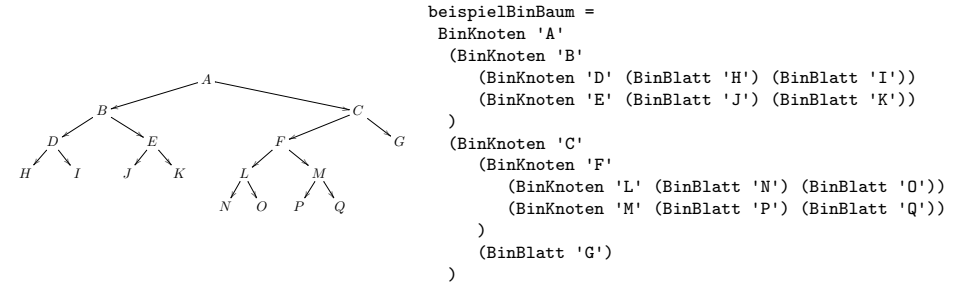 A
B C
D E F G
H I J K L M
N O P Q
beispielBinBaum =
BinKnoten 'A'
(BinKnoten 'B'
(BinKnoten 'D' (BinBlatt 'H') (BinBlatt 'I'))
(BinKnoten 'E' (BinBlatt 'J') (BinBlatt 'K'))
)
(BinKnoten 'C'
(BinKnoten 'F'
(BinKnoten 'L' (BinBlatt 'N') (BinBlatt 'O'))
(BinKnoten 'M' (BinBlatt 'P') (BinBlatt 'Q'))
)
(BinBlatt 'G')
)